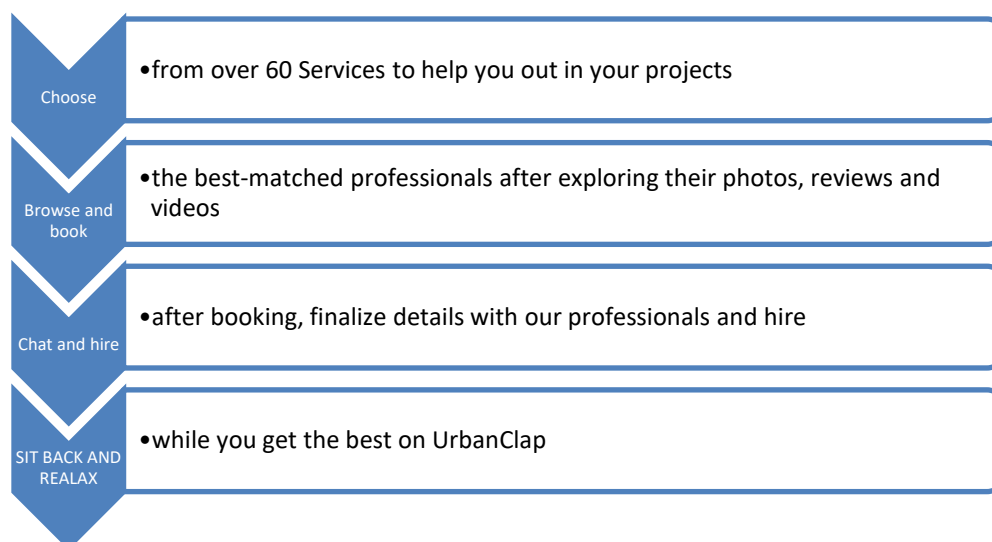 Choose
•from over 60 Services to help you out in your projects
Browse and
book
•the best-matched professionals after exploring their photos, reviews and
videos
Chat and hire
•after booking, finalize details with our professionals and hire
SIT BACK AND
REALAX
•while you get the best on UrbanClap